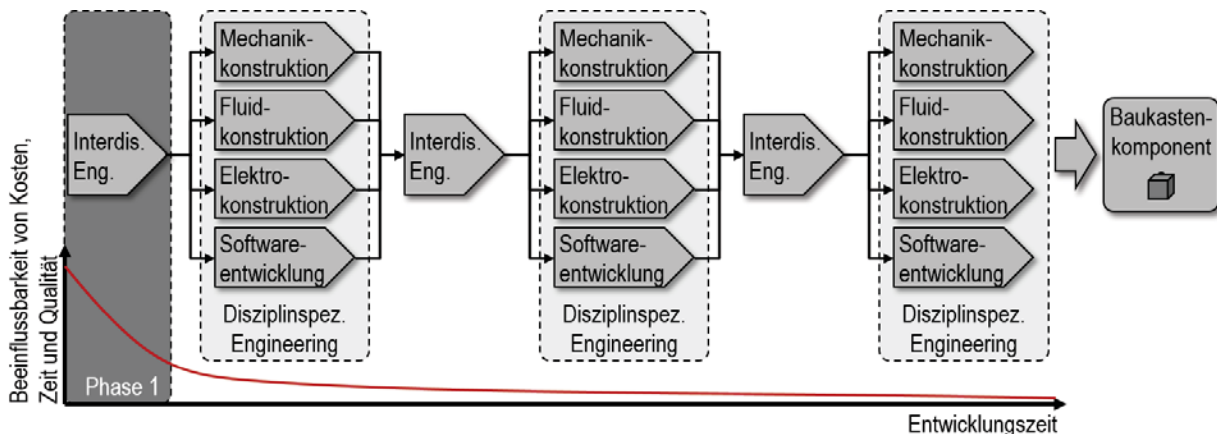 Beeinflussbarkeit von Kosten,
Zeit und Qualität
Interdis.
Eng.
Phase 1
Mechanik-
konstruktion
Fluid-
konstruktion
Elektro-
konstruktion
Software-
entwicklung
Disziplinspez.
Engineering
Interdis.
Eng.
Mechanik-
konstruktion
Fluid-
konstruktion
Elektro-
konstruktion
Software-
entwicklung
Disziplinspez.
Engineering
Interdis.
Eng.
Mechanik-
konstruktion
Fluid-
konstruktion
Elektro-
konstruktion
Software-
entwicklung
Disziplinspez.
Engineering
Baukasten-
komponent
Entwicklungszeit